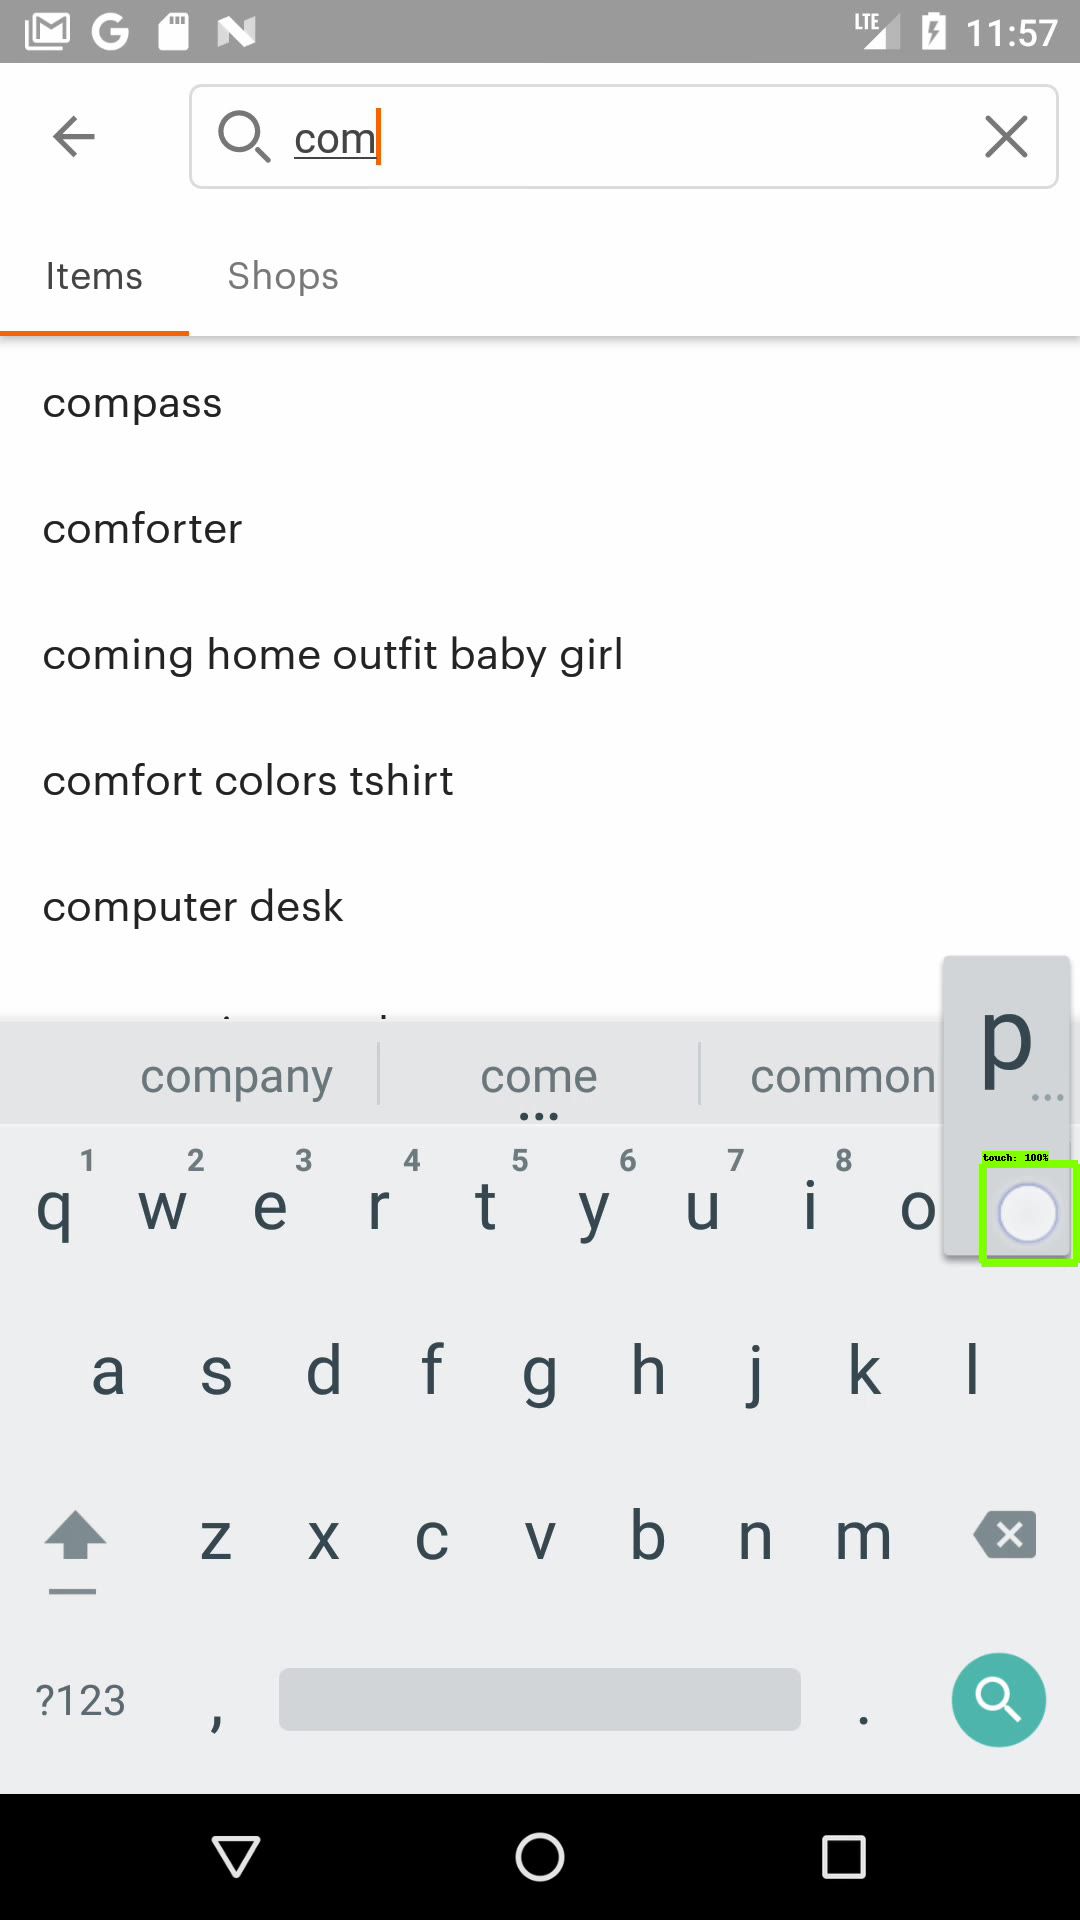 LTE 11:57
com
Items Shops
compass
comforter
coming home outfit baby girl
comfort colors tshirt
computer desk
company come common
p
...
touch: 100%
1 2 3 4 5 6 7 8
q w e r t y u i o
a s d f g h j k l
z x c v b n m
?123 , .